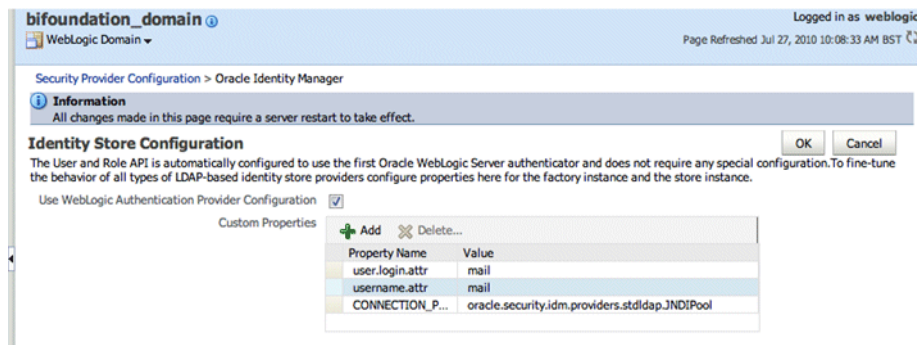 bifoundation_domain
Logged in as weblogic
WebLogic Domain
Page Refreshed Jul 27, 2010 10:08:33 AM BST
Security Provider Configuration > Oracle Identity Manager
Information
All changes made in this page require a server restart to take effect.
Identity Store Configuration
OK Cancel
The User and Role API is automatically configured to use the first Oracle WebLogic Server authenticator and does not require any special configuration.To fine-tune
the behavior of all types of LDAP-based identity store providers configure properties here for the factory instance and the store instance.
Use WebLogic Authentication Provider Configuration
Custom Properties
Add Delete...
Property Name Value
user.login.attr mail
username.attr mail
CONNECTION_P... oracle.security.idm.providers.stdldap.JNDIPool